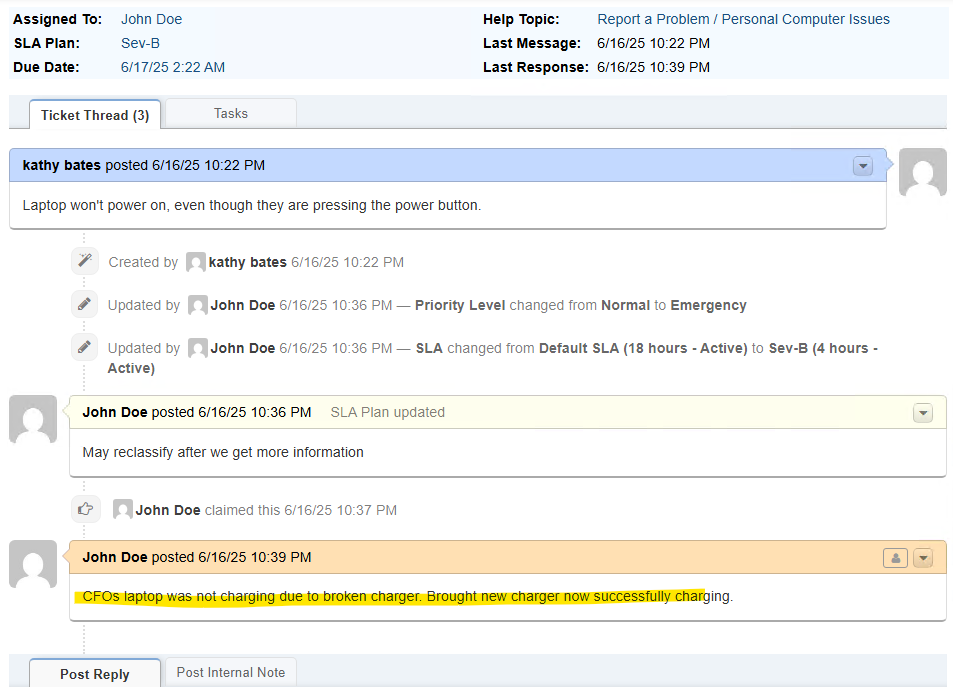 Assigned To: John Doe Help Topic: Report a Problem / Personal Computer Issues
SLA Plan: Sev-B Last Message: 6/16/25 10:22 PM
Due Date: 6/17/25 2:22 AM Last Response: 6/16/25 10:39 PM
Ticket Thread (3) Tasks
kathy bates posted 6/16/25 10:22 PM
Laptop won't power on, even though they are pressing the power button.
Created by kathy bates 6/16/25 10:22 PM
Updated by John Doe 6/16/25 10:36 PM — Priority Level changed from Normal to Emergency
Updated by John Doe 6/16/25 10:36 PM — SLA changed from Default SLA (18 hours - Active) to Sev-B (4 hours -
Active)
John Doe posted 6/16/25 10:36 PM SLA Plan updated
May reclassify after we get more information
John Doe claimed this 6/16/25 10:37 PM
John Doe posted 6/16/25 10:39 PM
CFOs laptop was not charging due to broken charger. Brought new charger now successfully charging.
Post Reply Post Internal Note